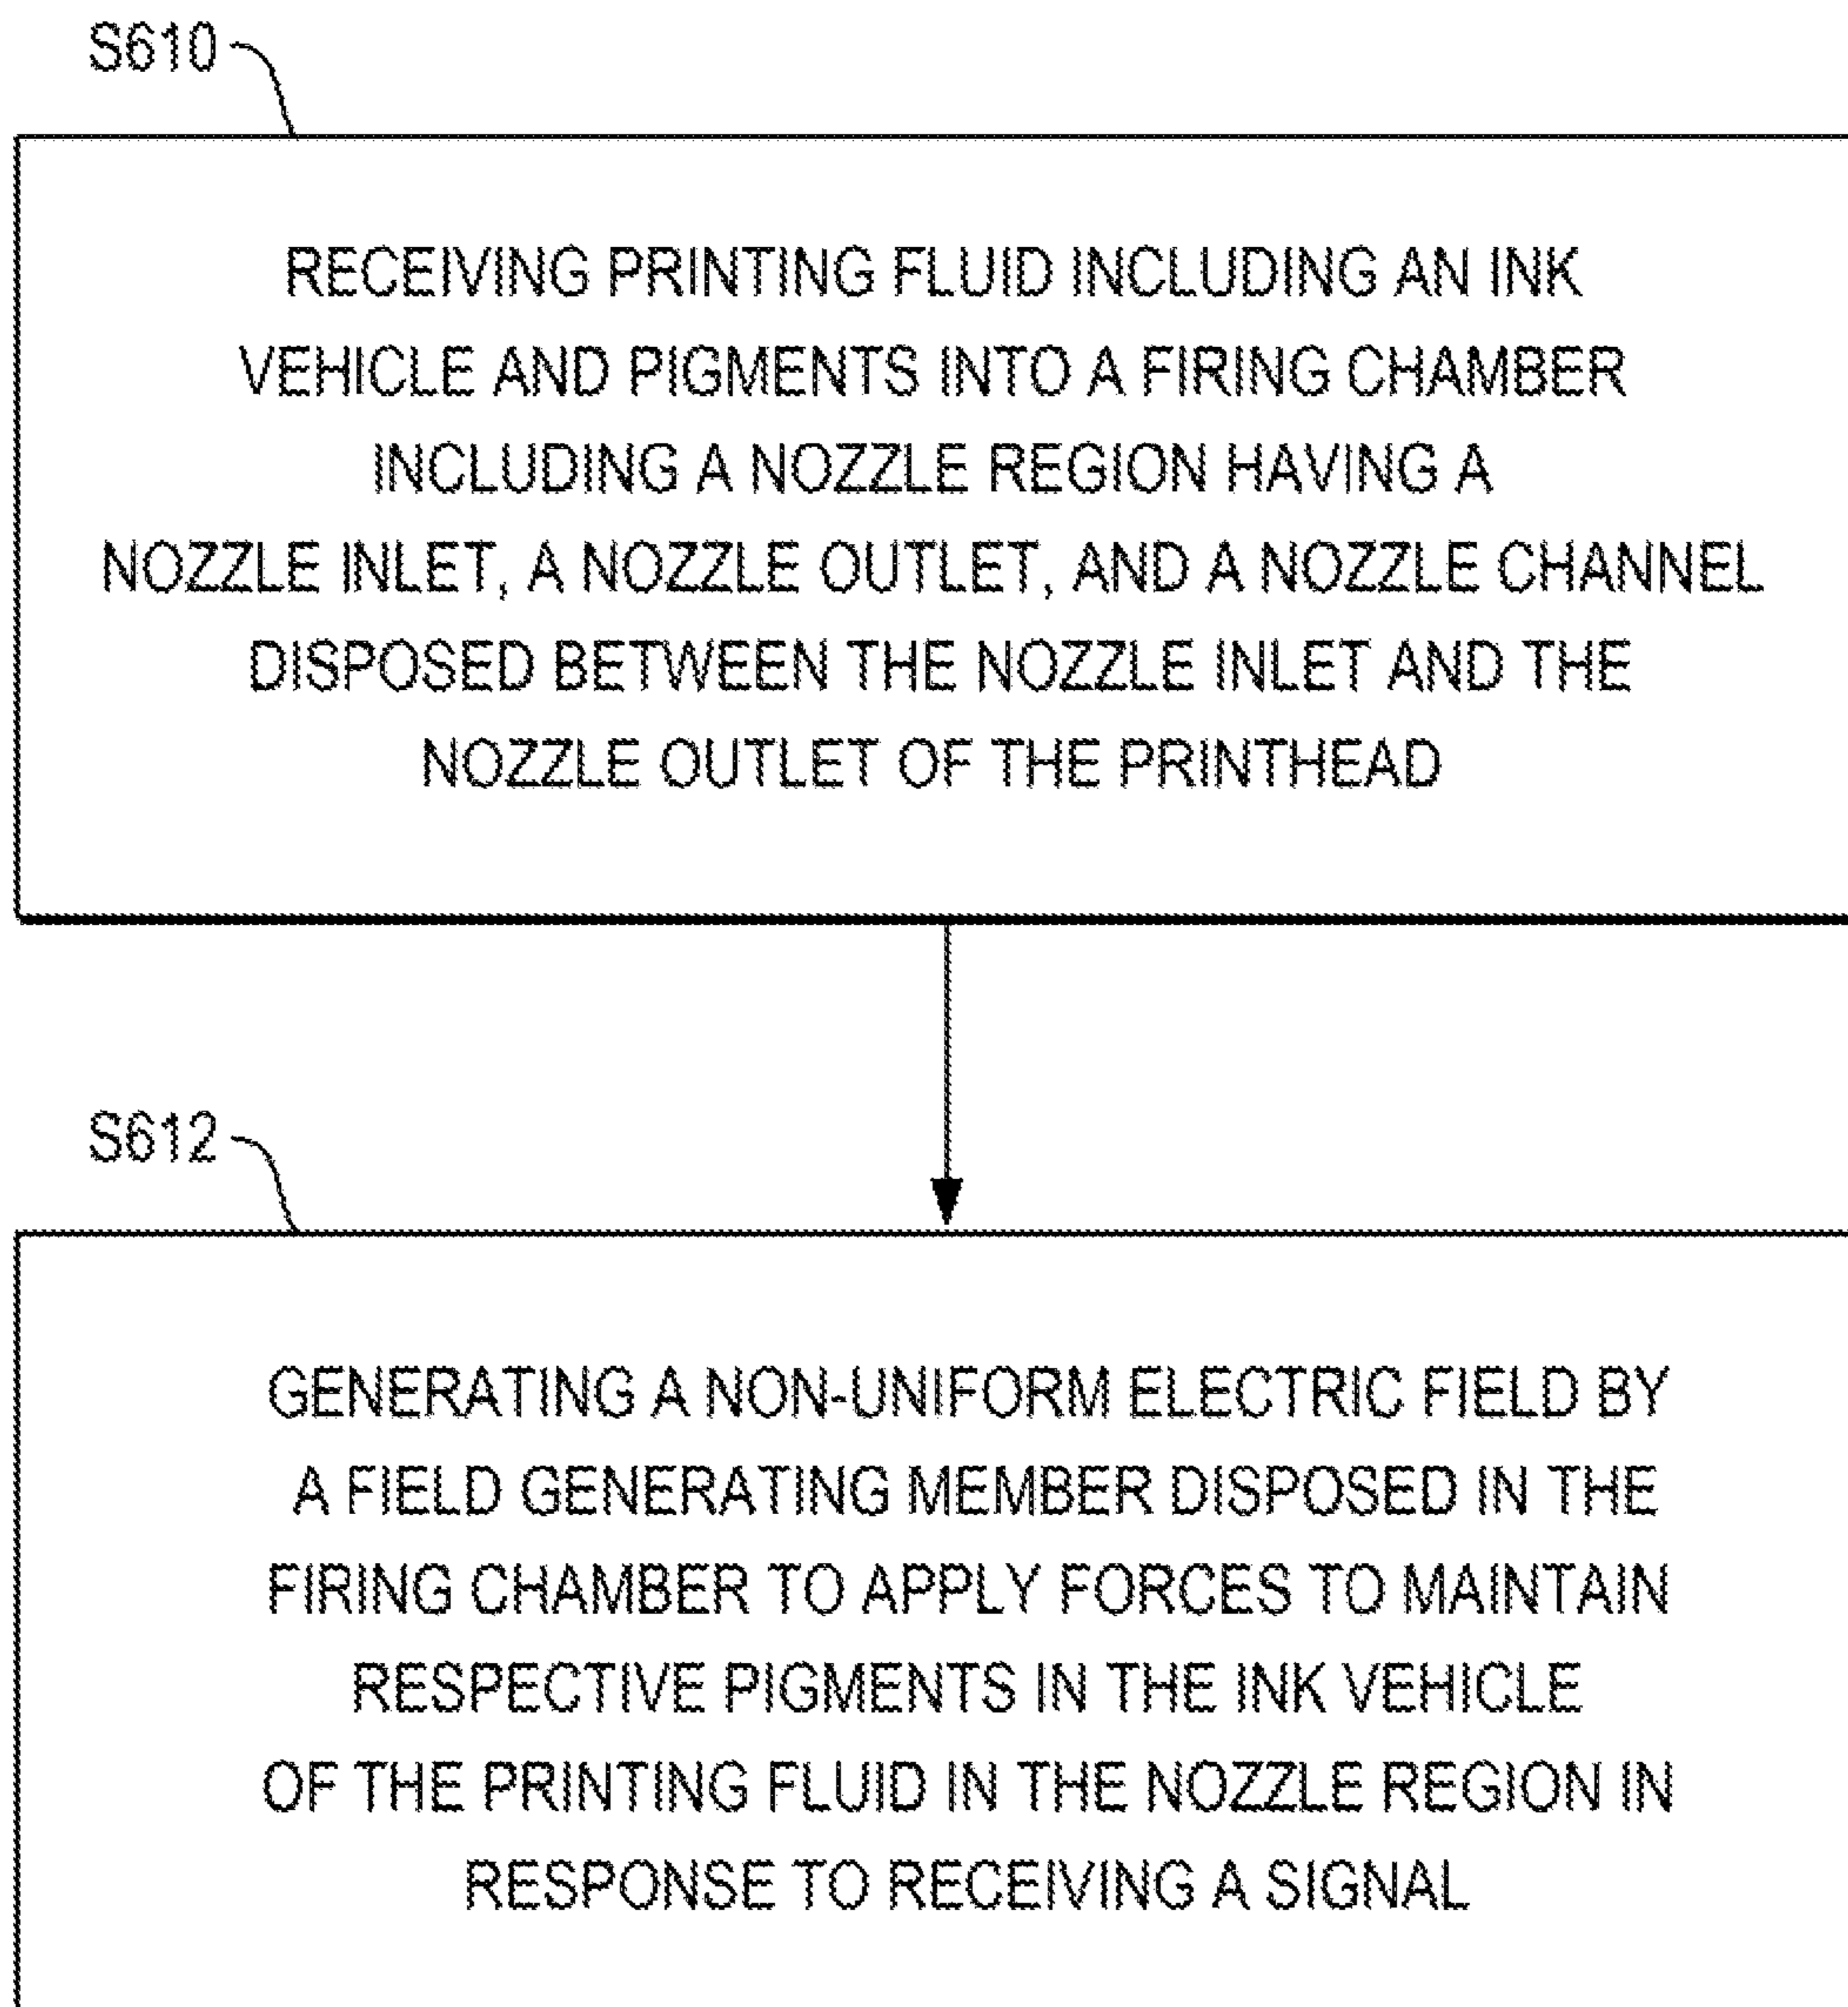 S610
RECEIVING PRINTING FLUID INCLUDING AN INK
VEHICLE AND PIGMENTS INTO A FIRING CHAMBER
INCLUDING A NOZZLE REGION HAVING A
NOZZLE INLET, A NOZZLE OUTLET, AND A NOZZLE CHANNEL
DISPOSED BETWEEN THE NOZZLE INLET AND THE
NOZZLE OUTLET OF THE PRINTHEAD
S612
GENERATING A NON-UNIFORM ELECTRIC FIELD BY
A FIELD GENERATING MEMBER DISPOSED IN THE
FIRING CHAMBER TO APPLY FORCES TO MAINTAIN
RESPECTIVE PIGMENTS IN THE INK VEHICLE
OF THE PRINTING FLUID IN THE NOZZLE REGION IN
RESPONSE TO RECEIVING A SIGNAL